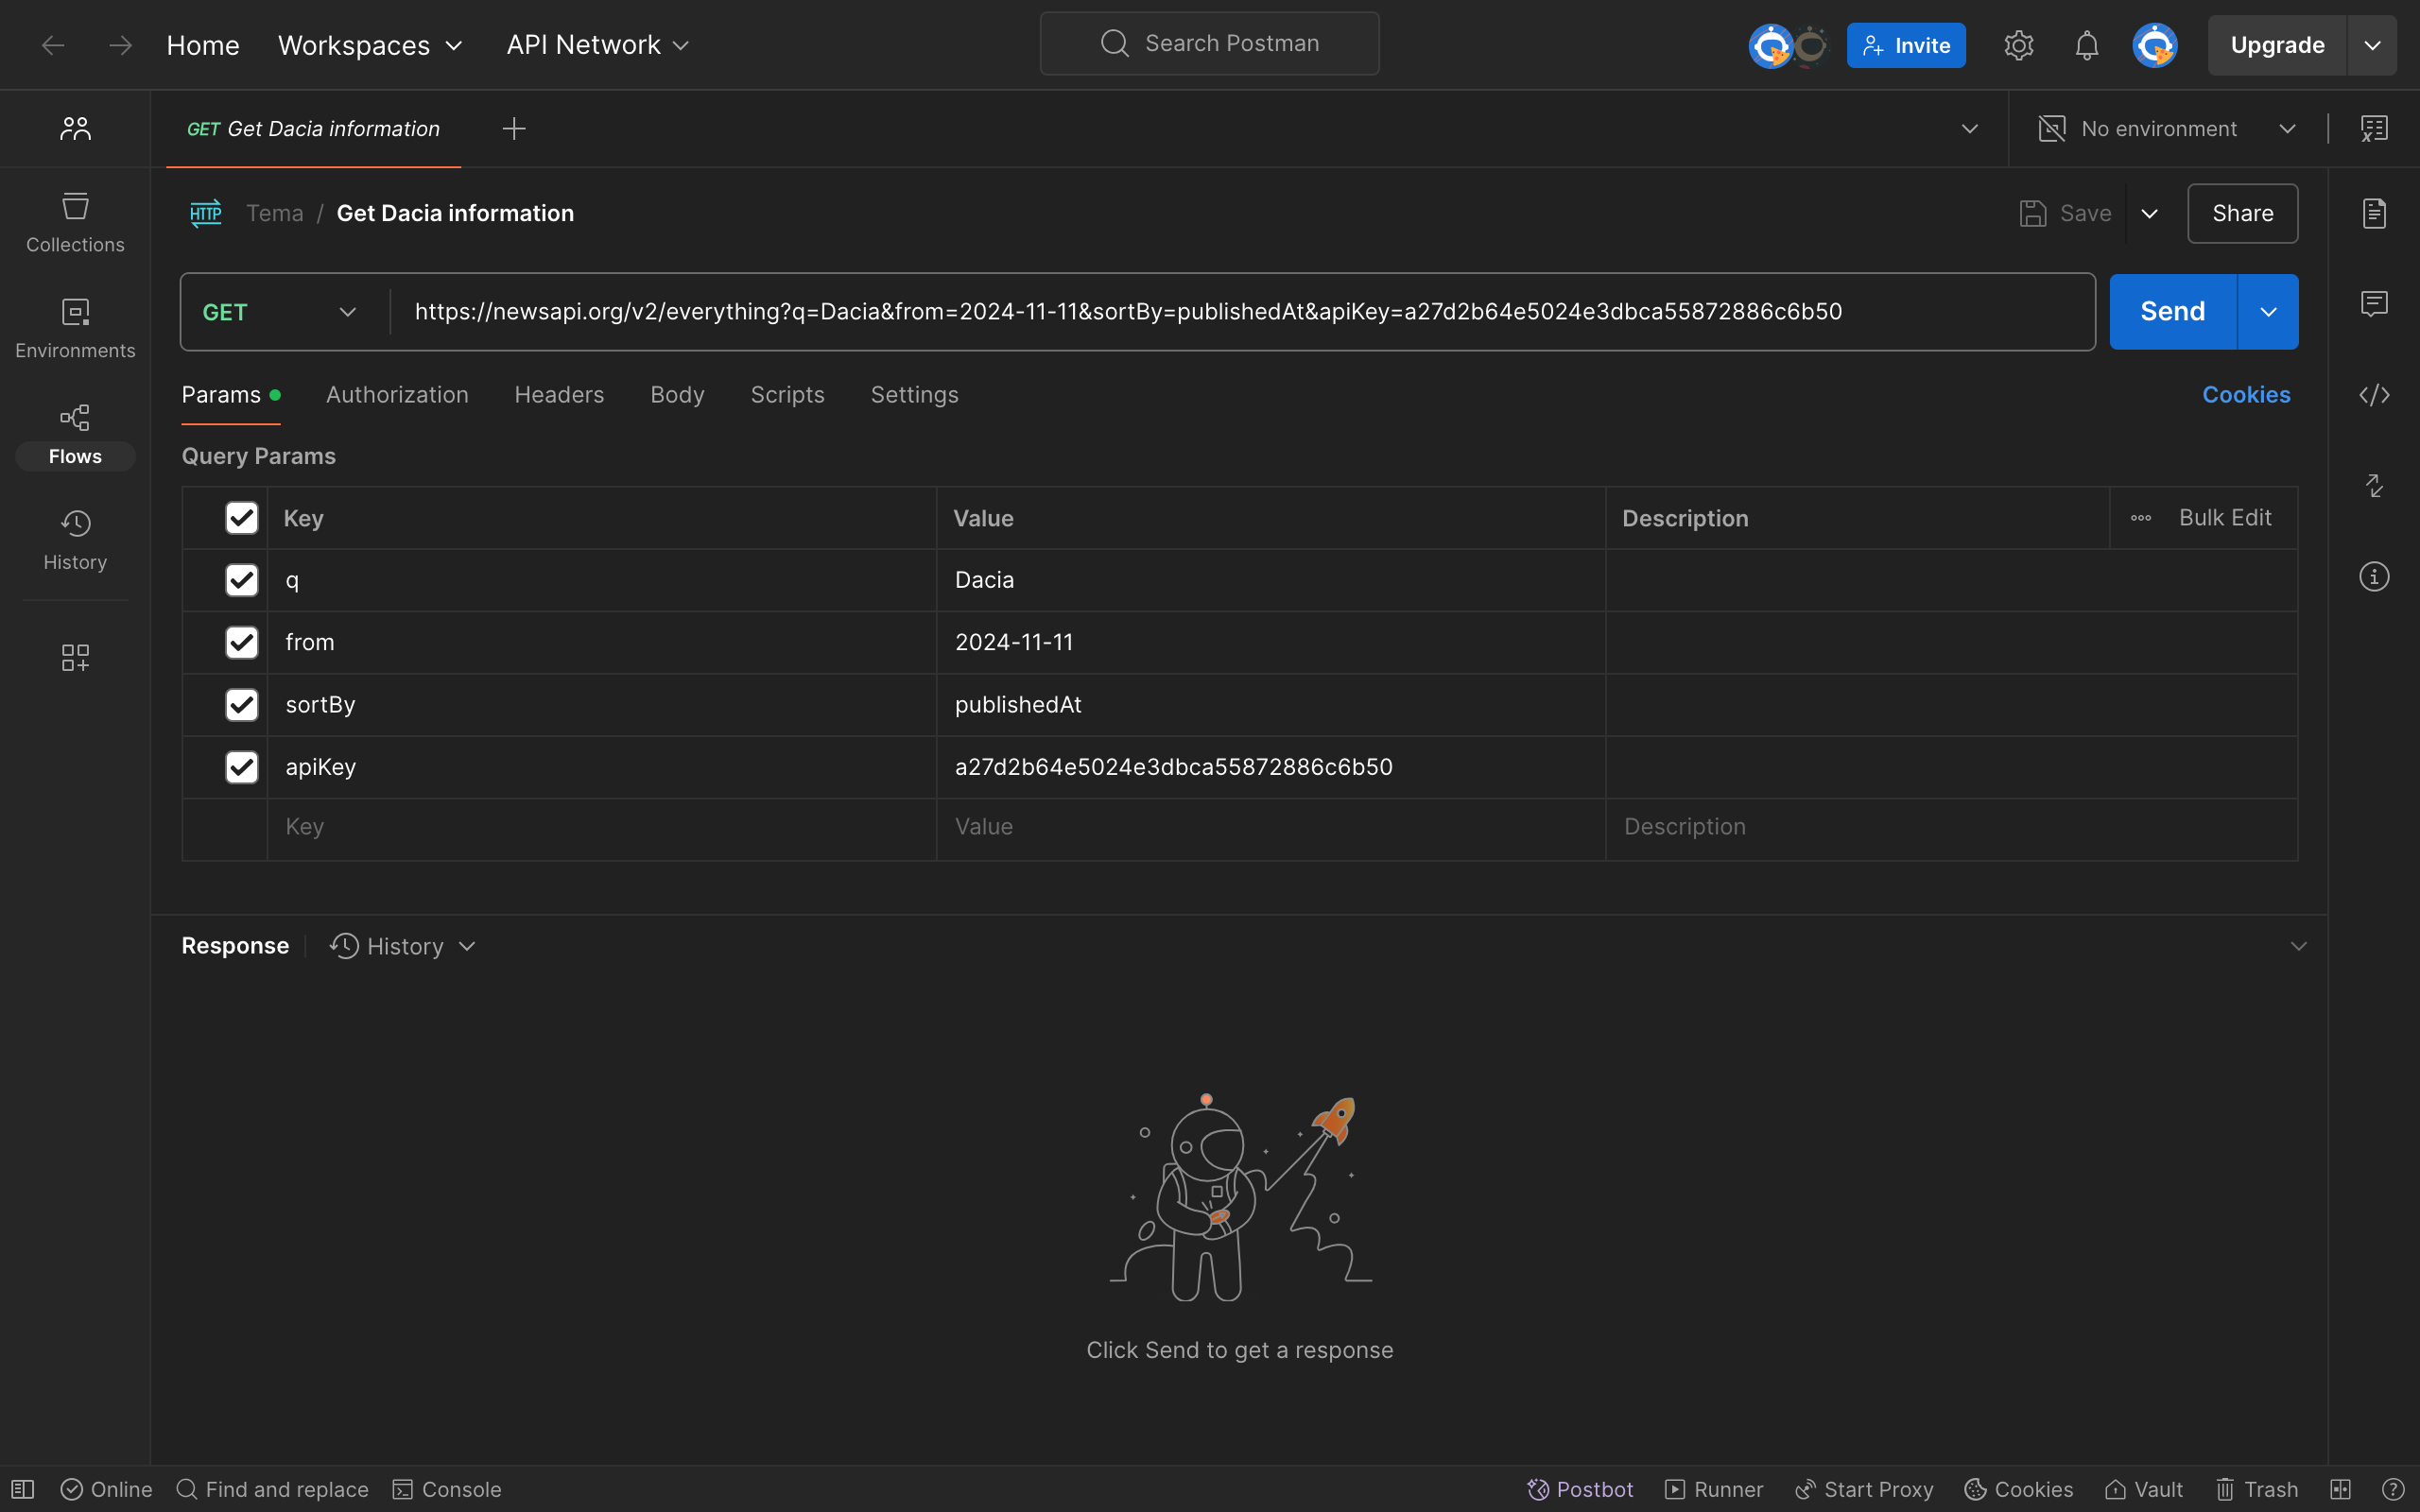 Home Workspaces API Network Search Postman Invite Upgrade
GET Get Dacia information No environment
HTTP Tema / Get Dacia information Save Share
Collections
GET https://newsapi.org/v2/everything?q=Dacia&from=2024-11-11&sortBy=publishedAt&apiKey=a27d2b64e5024e3dbca55872886c6b50 Send
Environments
Params Authorization Headers Body Scripts Settings Cookies
Flows
Query Params
Key Value Description Bulk Edit
History
q Dacia
from 2024-11-11
sortBy publishedAt
apiKey a27d2b64e5024e3dbca55872886c6b50
Key Value Description
Response History
Click Send to get a response
Online Find and replace Console Postbot Runner Start Proxy Cookies Vault Trash